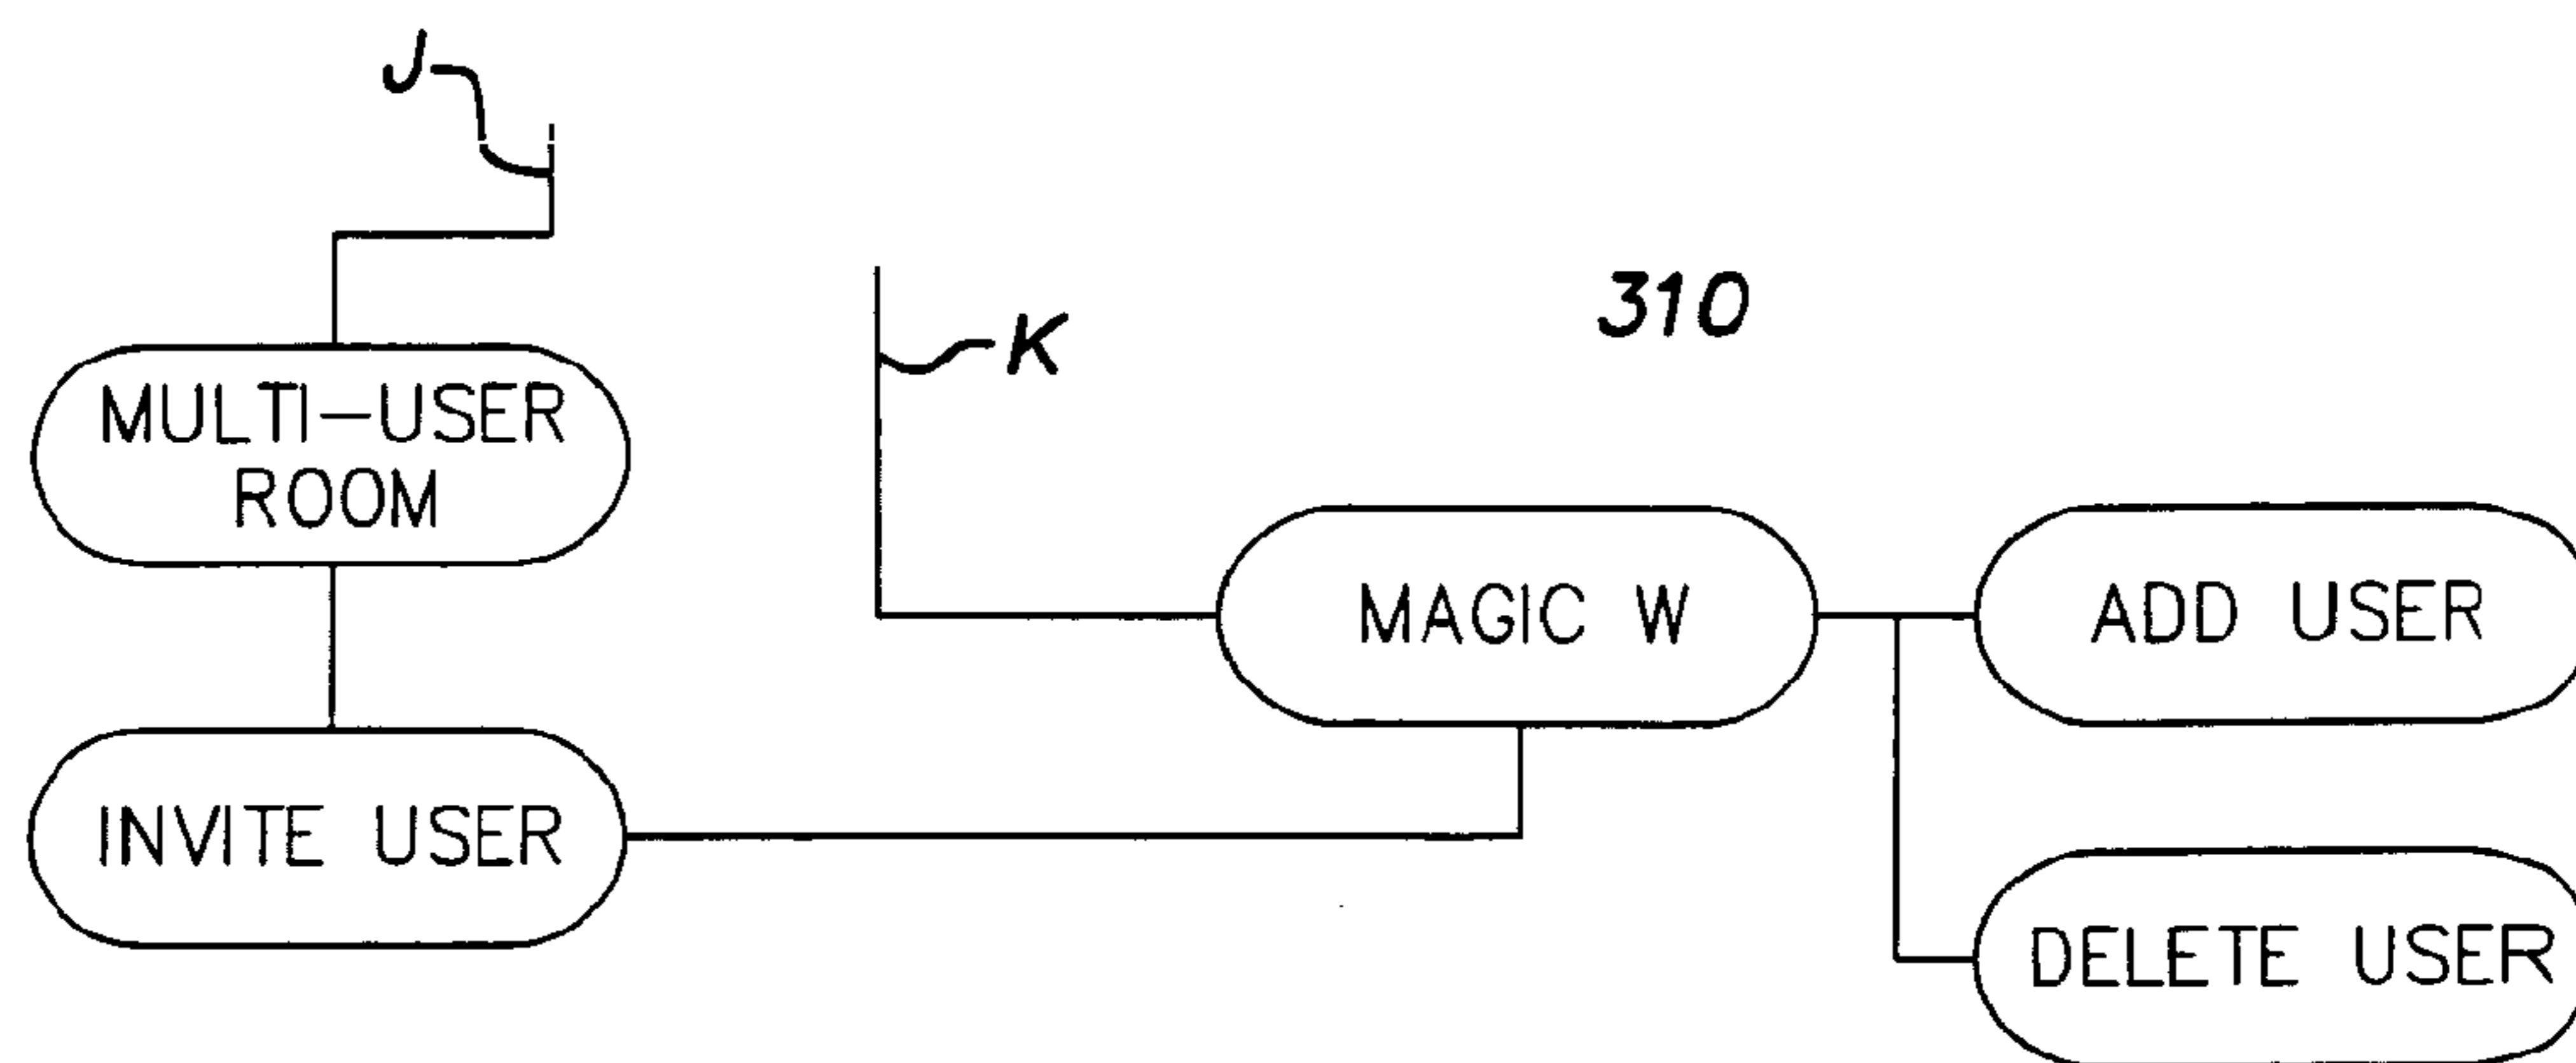 J
K
310
MULTI-USER
ROOM
MAGIC W
ADD USER
INVITE USER
DELETE USER